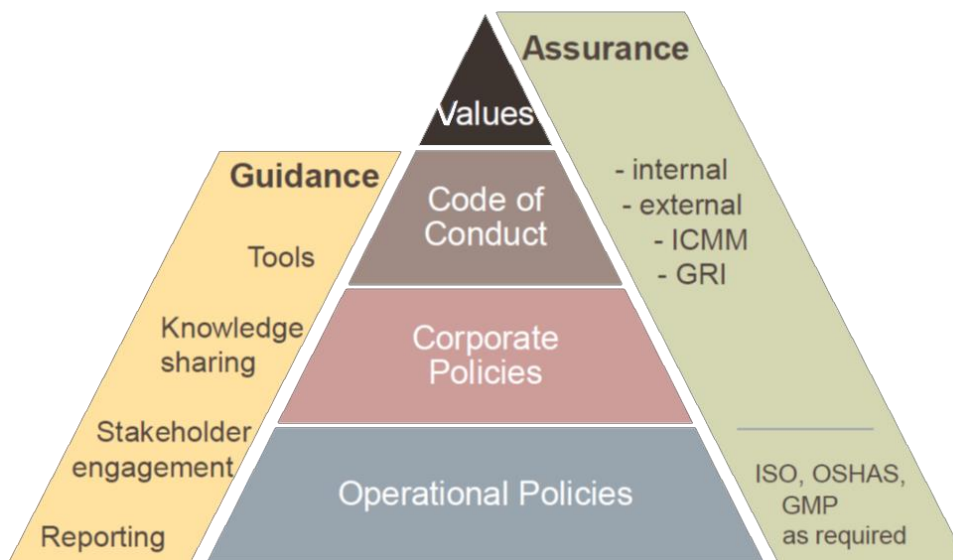 Assurance
Values
- internal
- external
- ICMM
- GRI
Guidance
Tools
Knowledge
sharing
Stakeholder
engagement
Reporting
Code of
Conduct
Corporate
Policies
Operational Policies
ISO, OSHAS,
GMP
as required